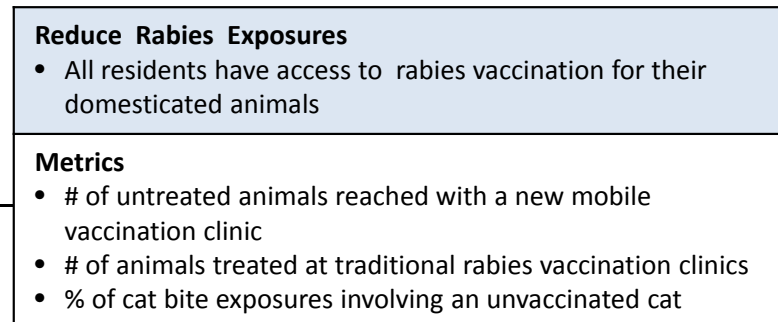 Reduce Rabies Exposures
• All residents have access to rabies vaccination for their
domesticated animals
Metrics
• # of untreated animals reached with a new mobile
vaccination clinic
• # of animals treated at traditional rabies vaccination clinics
• % of cat bite exposures involving an unvaccinated cat